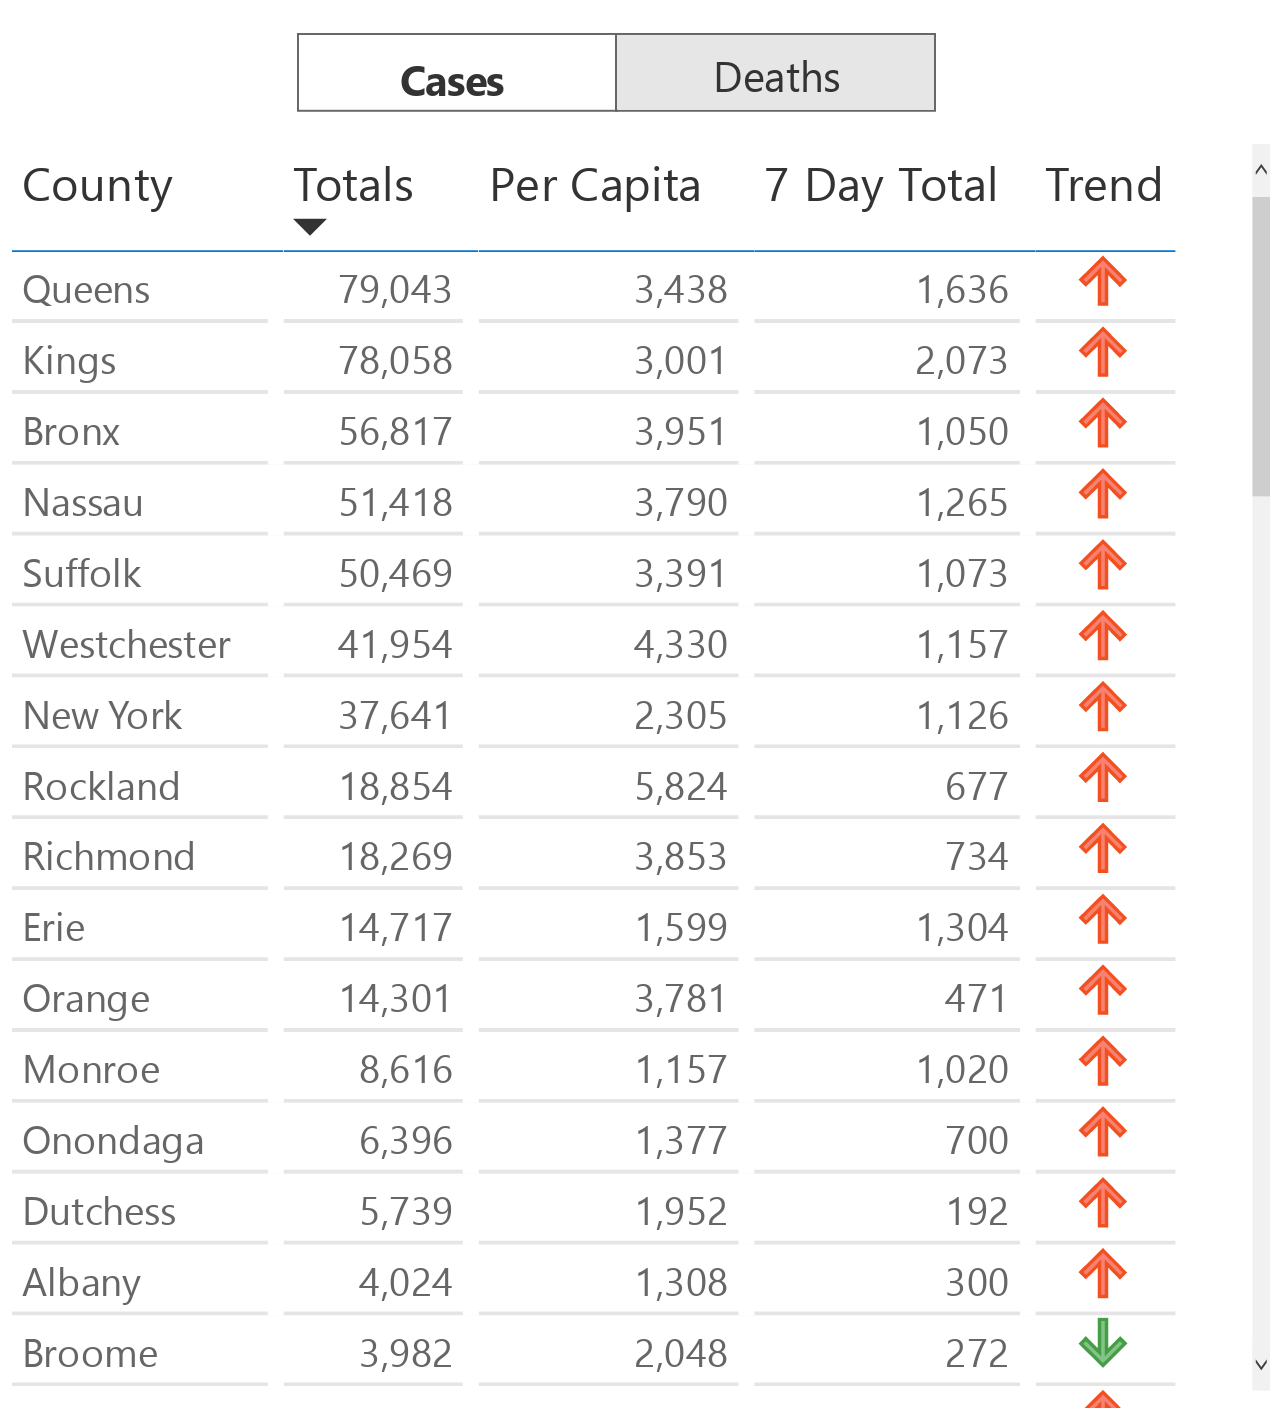 Cases Deaths
County Totals Per Capita 7 Day Total Trend
Queens 79,043 3,438 1,636
Kings 78,058 3,001 2,073
Bronx 56,817 3,951 1,050
Nassau 51,418 3,790 1,265
Suffolk 50,469 3,391 1,073
Westchester 41,954 4,330 1,157
New York 37,641 2,305 1,126
Rockland 18,854 5,824 677
Richmond 18,269 3,853 734
Erie 14,717 1,599 1,304
Orange 14,301 3,781 471
Monroe 8,616 1,157 1,020
Onondaga 6,396 1,377 700
Dutchess 5,739 1,952 192
Albany 4,024 1,308 300
Broome 3,982 2,048 272